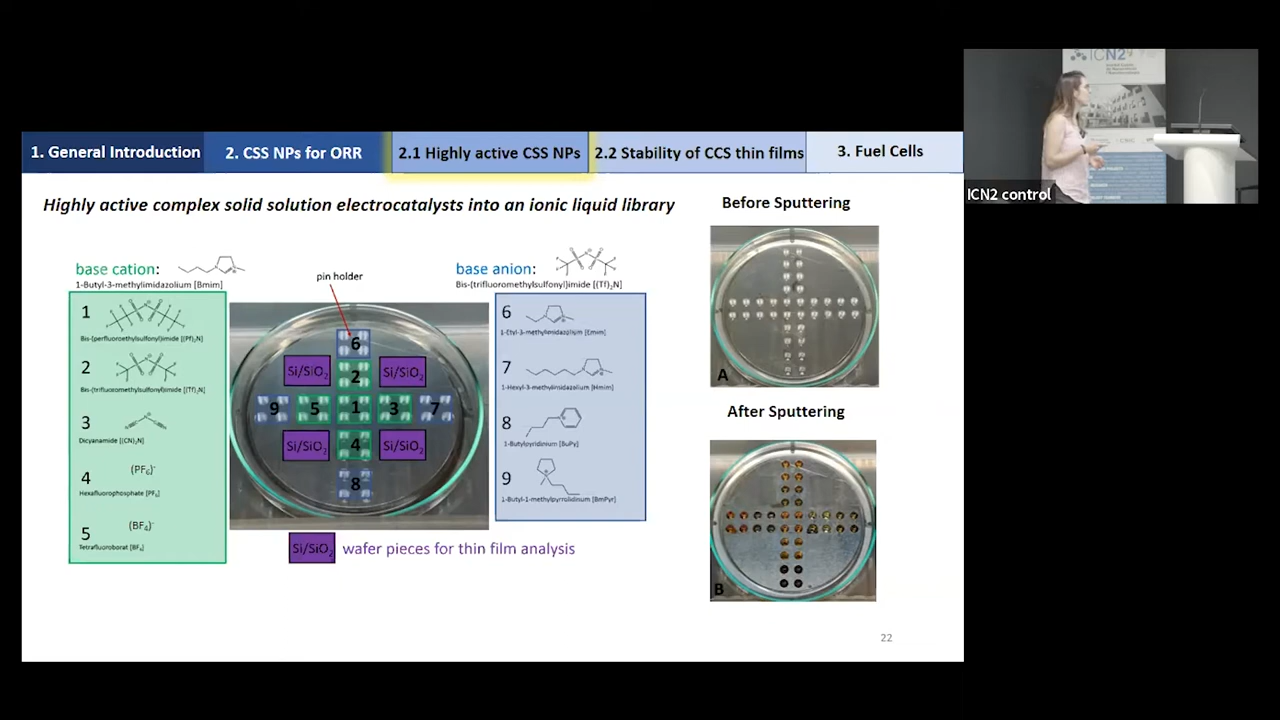 1. General Introduction
2. CSS NPs for ORR
2.1 Highly active CSS NPs
2.2 Stability of CCS thin films
3. Fuel Cells
Highly active complex solid solution electrocatalysts into an ionic liquid library
base cation:
1-Butyl-3-methylimidazolium [Bmim]
1
Bis-(perfluoroethylsulfonyl)imide [(Pf)₂N]
2
Bis-(trifluoromethylsulfonyl)imide [(Tf)₂N]
3
Dicyanamide [(CN)₂N]
4
(PF₆)⁻
Hexafluorophosphate [PF₆]
5
(BF₄)⁻
Tetrafluoroborat [BF₄]
pin holder
6
Si/SiO₂
2
Si/SiO₂
9
5
1
3
7
Si/SiO₂
4
Si/SiO₂
8
Si/SiO₂ wafer pieces for thin film analysis
base anion:
Bis-(trifluoromethylsulfonyl)imide [(Tf)₂N]
6
1-Etyl-3-methylimidazolium [Emim]
7
1-Hexyl-3-methylimidazolium [Hmim]
8
1-Butylpyridinium [BuPy]
9
1-Butyl-1-methylpyrrolidinum [BmPyr]
Before Sputtering
A
After Sputtering
B
22
ICN2
ICN2 control